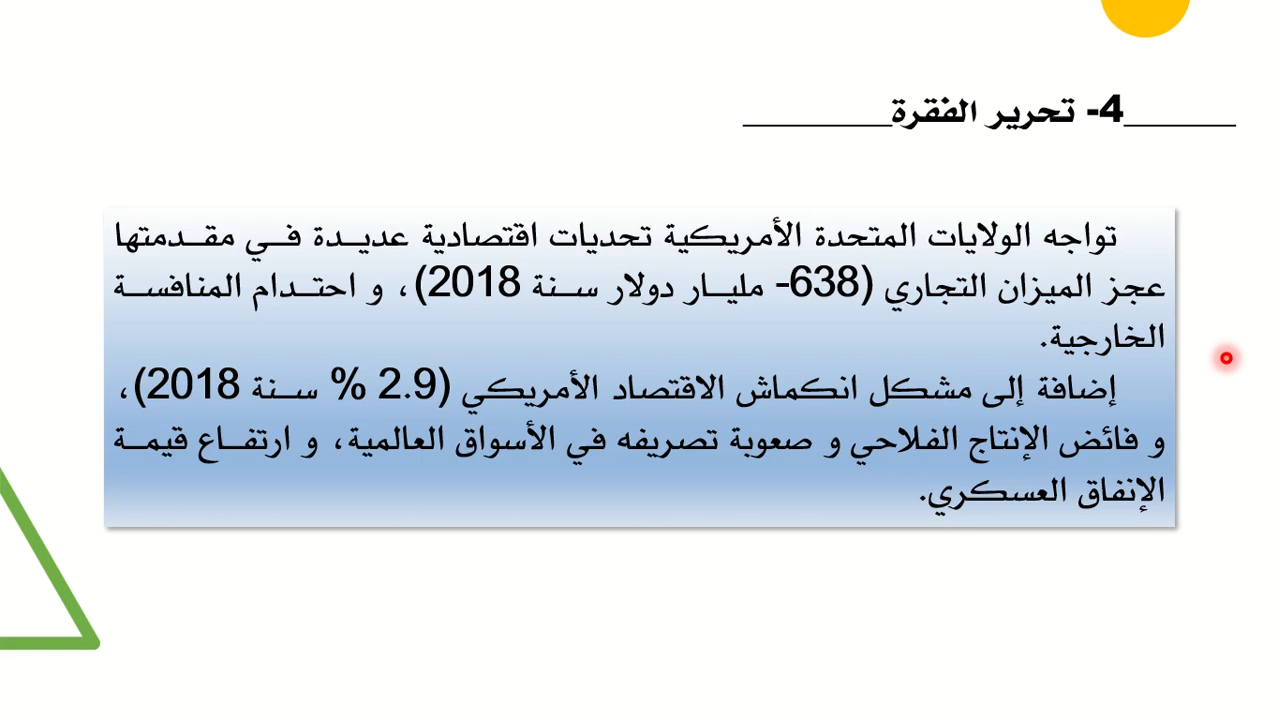 4- تحرير الفقرة
تواجه الولايات المتحدة الأمريكية تحديات اقتصادية عديدة في مقدمتها
عجز الميزان التجاري (638- مليار دولار سنة 2018)، و احتدام المنافسة
الخارجية.
إضافة إلى مشكل انكماش الاقتصاد الأمريكي (2.9 % سنة 2018)،
و فائض الإنتاج الفلاحي و صعوبة تصريفه في الأسواق العالمية، و ارتفاع قيمة
الإنفاق العسكري.